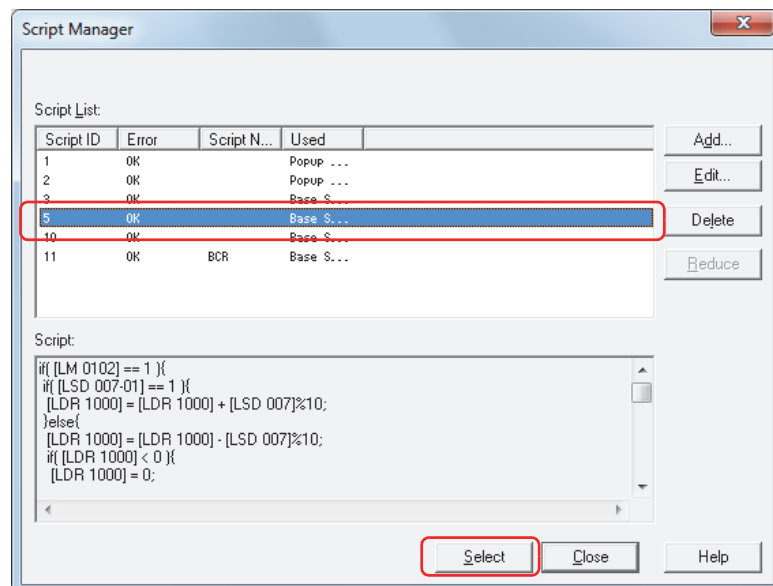 Script Manager
x
Script List:
Script ID Error Script N... Used
1 OK Popup ...
2 OK Popup ...
3 OK Base S...
5 OK Base S...
10 OK Base S...
11 OK BCR Base S...
Add...
Edit...
Delete
Reduce
Script:
if( [LM 0102] == 1 ){
if( [LSD 007-01] == 1 ){
[LDR 1000] = [LDR 1000] + [LSD 007]%10;
}else{
[LDR 1000] = [LDR 1000] - [LSD 007]%10;
if( [LDR 1000] < 0 ){
[LDR 1000] = 0;
Select Close Help